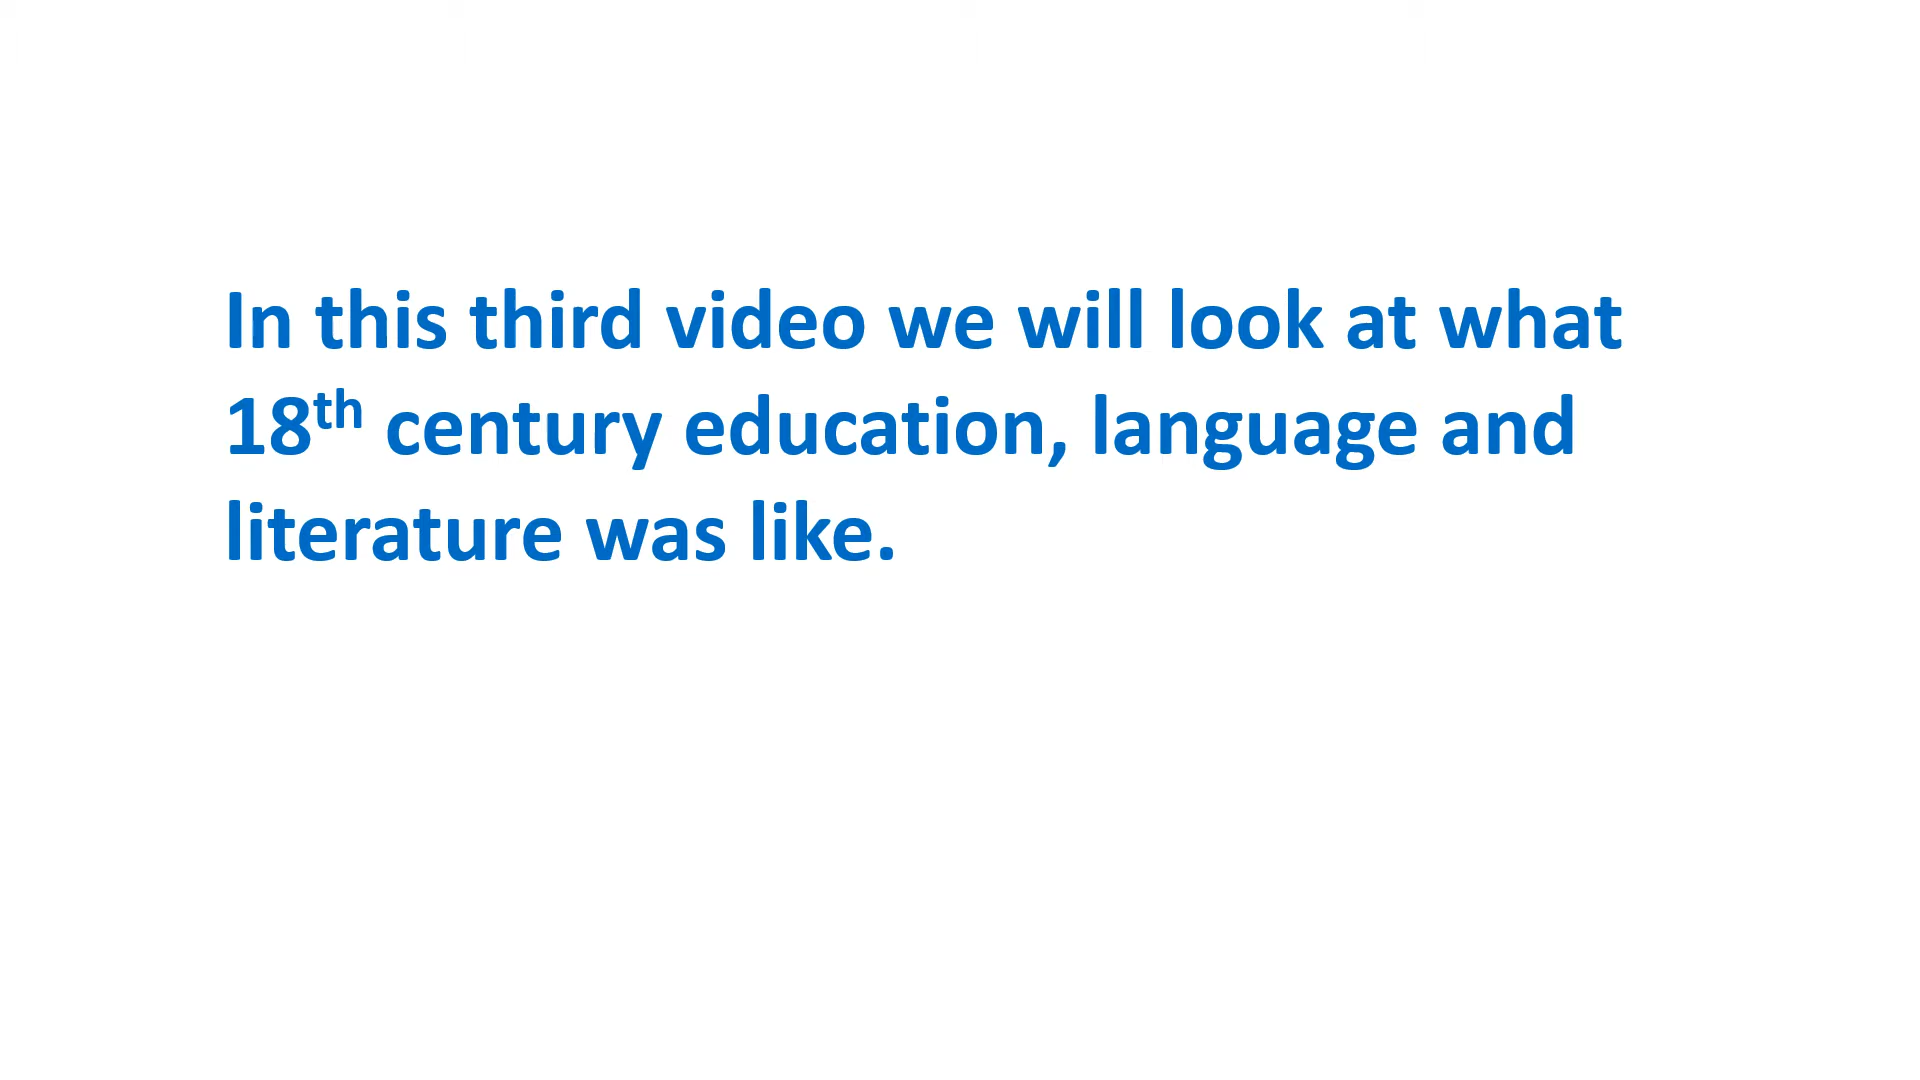 In this third video we will look at what
18th century education, language and
literature was like.